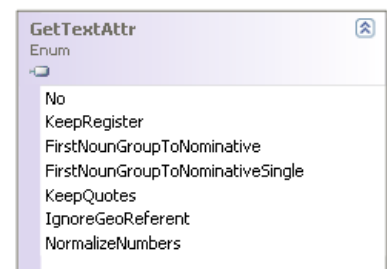 GetTextAttr
Enum
No
KeepRegister
FirstNounGroupToNominative
FirstNounGroupToNominativeSingle
KeepQuotes
IgnoreGeoReferent
NormalizeNumbers